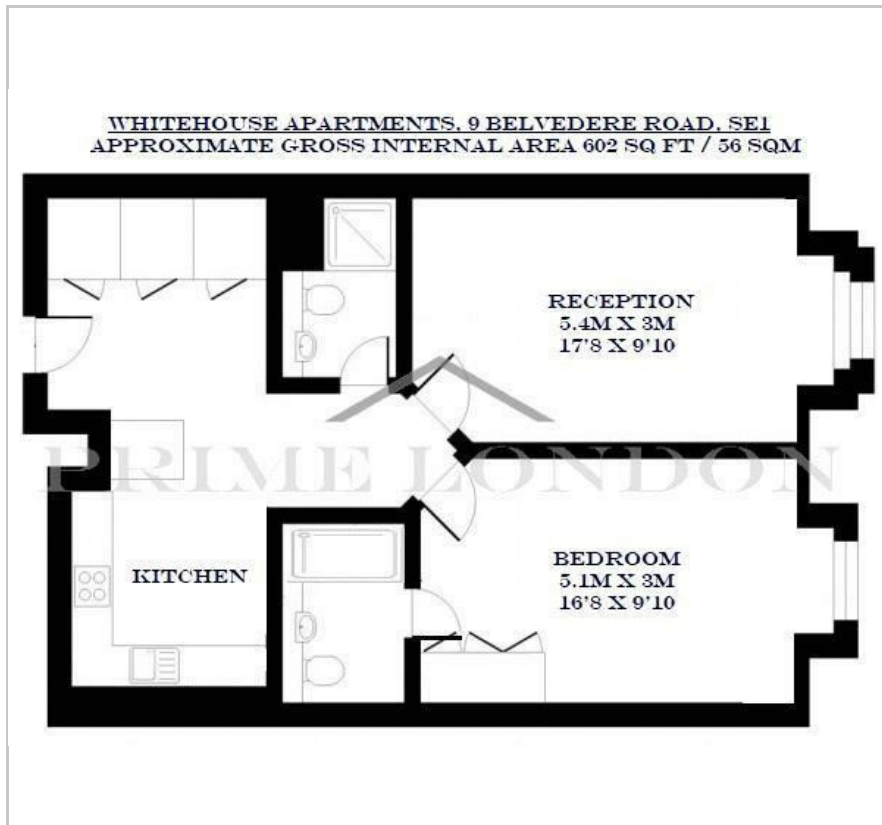 WHITEHOUSE APARTMENTS, 9 BELVEDERE ROAD, SE1
APPROXIMATE GROSS INTERNAL AREA 602 SQ FT / 56 SQM
RECEPTION
5.4M X 3M
17'8 X 9'10
PRIME LONDON
BEDROOM
5.1M X 3M
16'8 X 9'10
KITCHEN